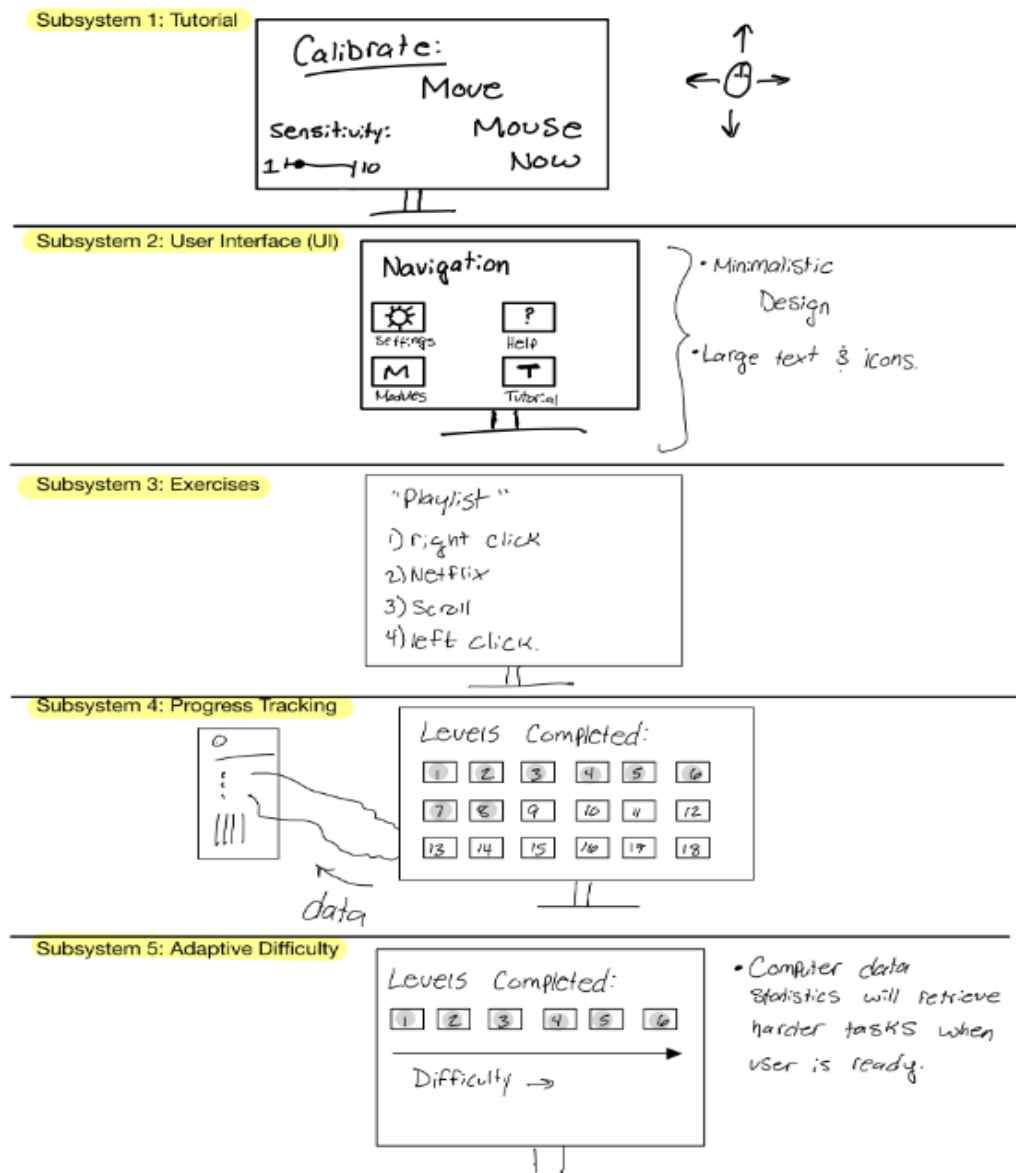 Subsystem 1: Tutorial
Calibrate:
Move
Sensitivity:
Mouse
1
10
Now
Subsystem 2: User Interface (UI)
Navigation
Settings
?
Help
M
Modules
T
Tutorial
• Minimalistic
Design
• Large text & icons.
Subsystem 3: Exercises
"Playlist"
1) right click
2) Netflix
3) Scroll
4) left click.
Subsystem 4: Progress Tracking
Levels Completed:
1 2 3 4 5 6
7 8 9 10 11 12
13 14 15 16 17 18
data
Subsystem 5: Adaptive Difficulty
Levels Completed:
1 2 3 4 5 6
Difficulty →
• Computer data
Statistics will retrieve
harder tasks when
user is ready.